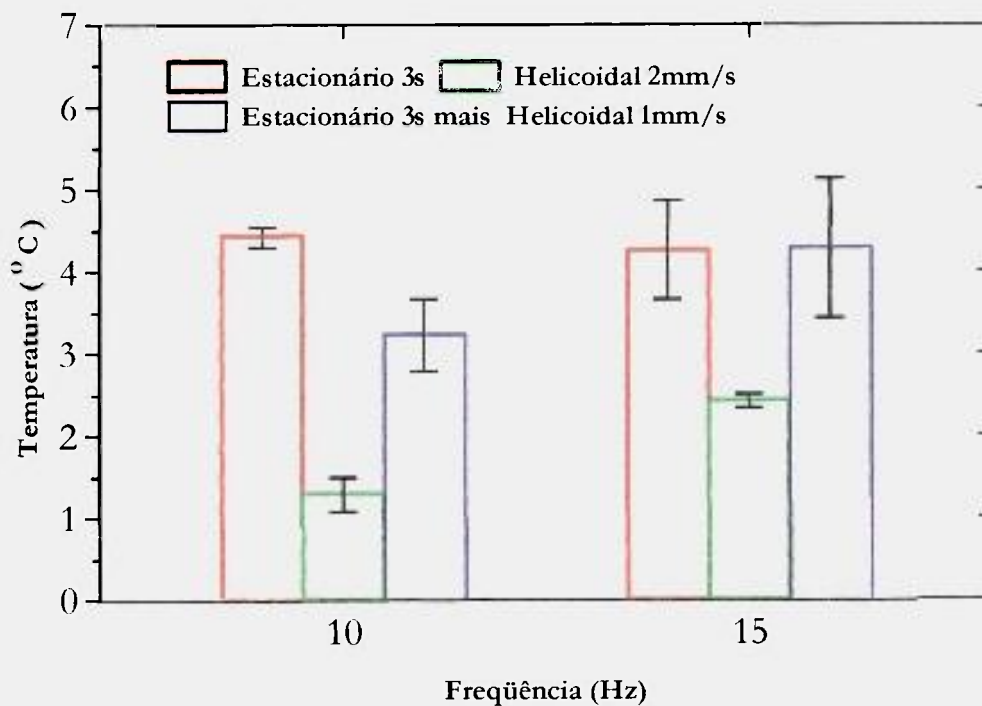 7
6
5
4
3
2
1
0
Temperatura ( °C )
Estacionário 3s Helicoidal 2mm/s
Estacionário 3s mais Helicoidal 1mm/s
10 15
Freqüência (Hz)